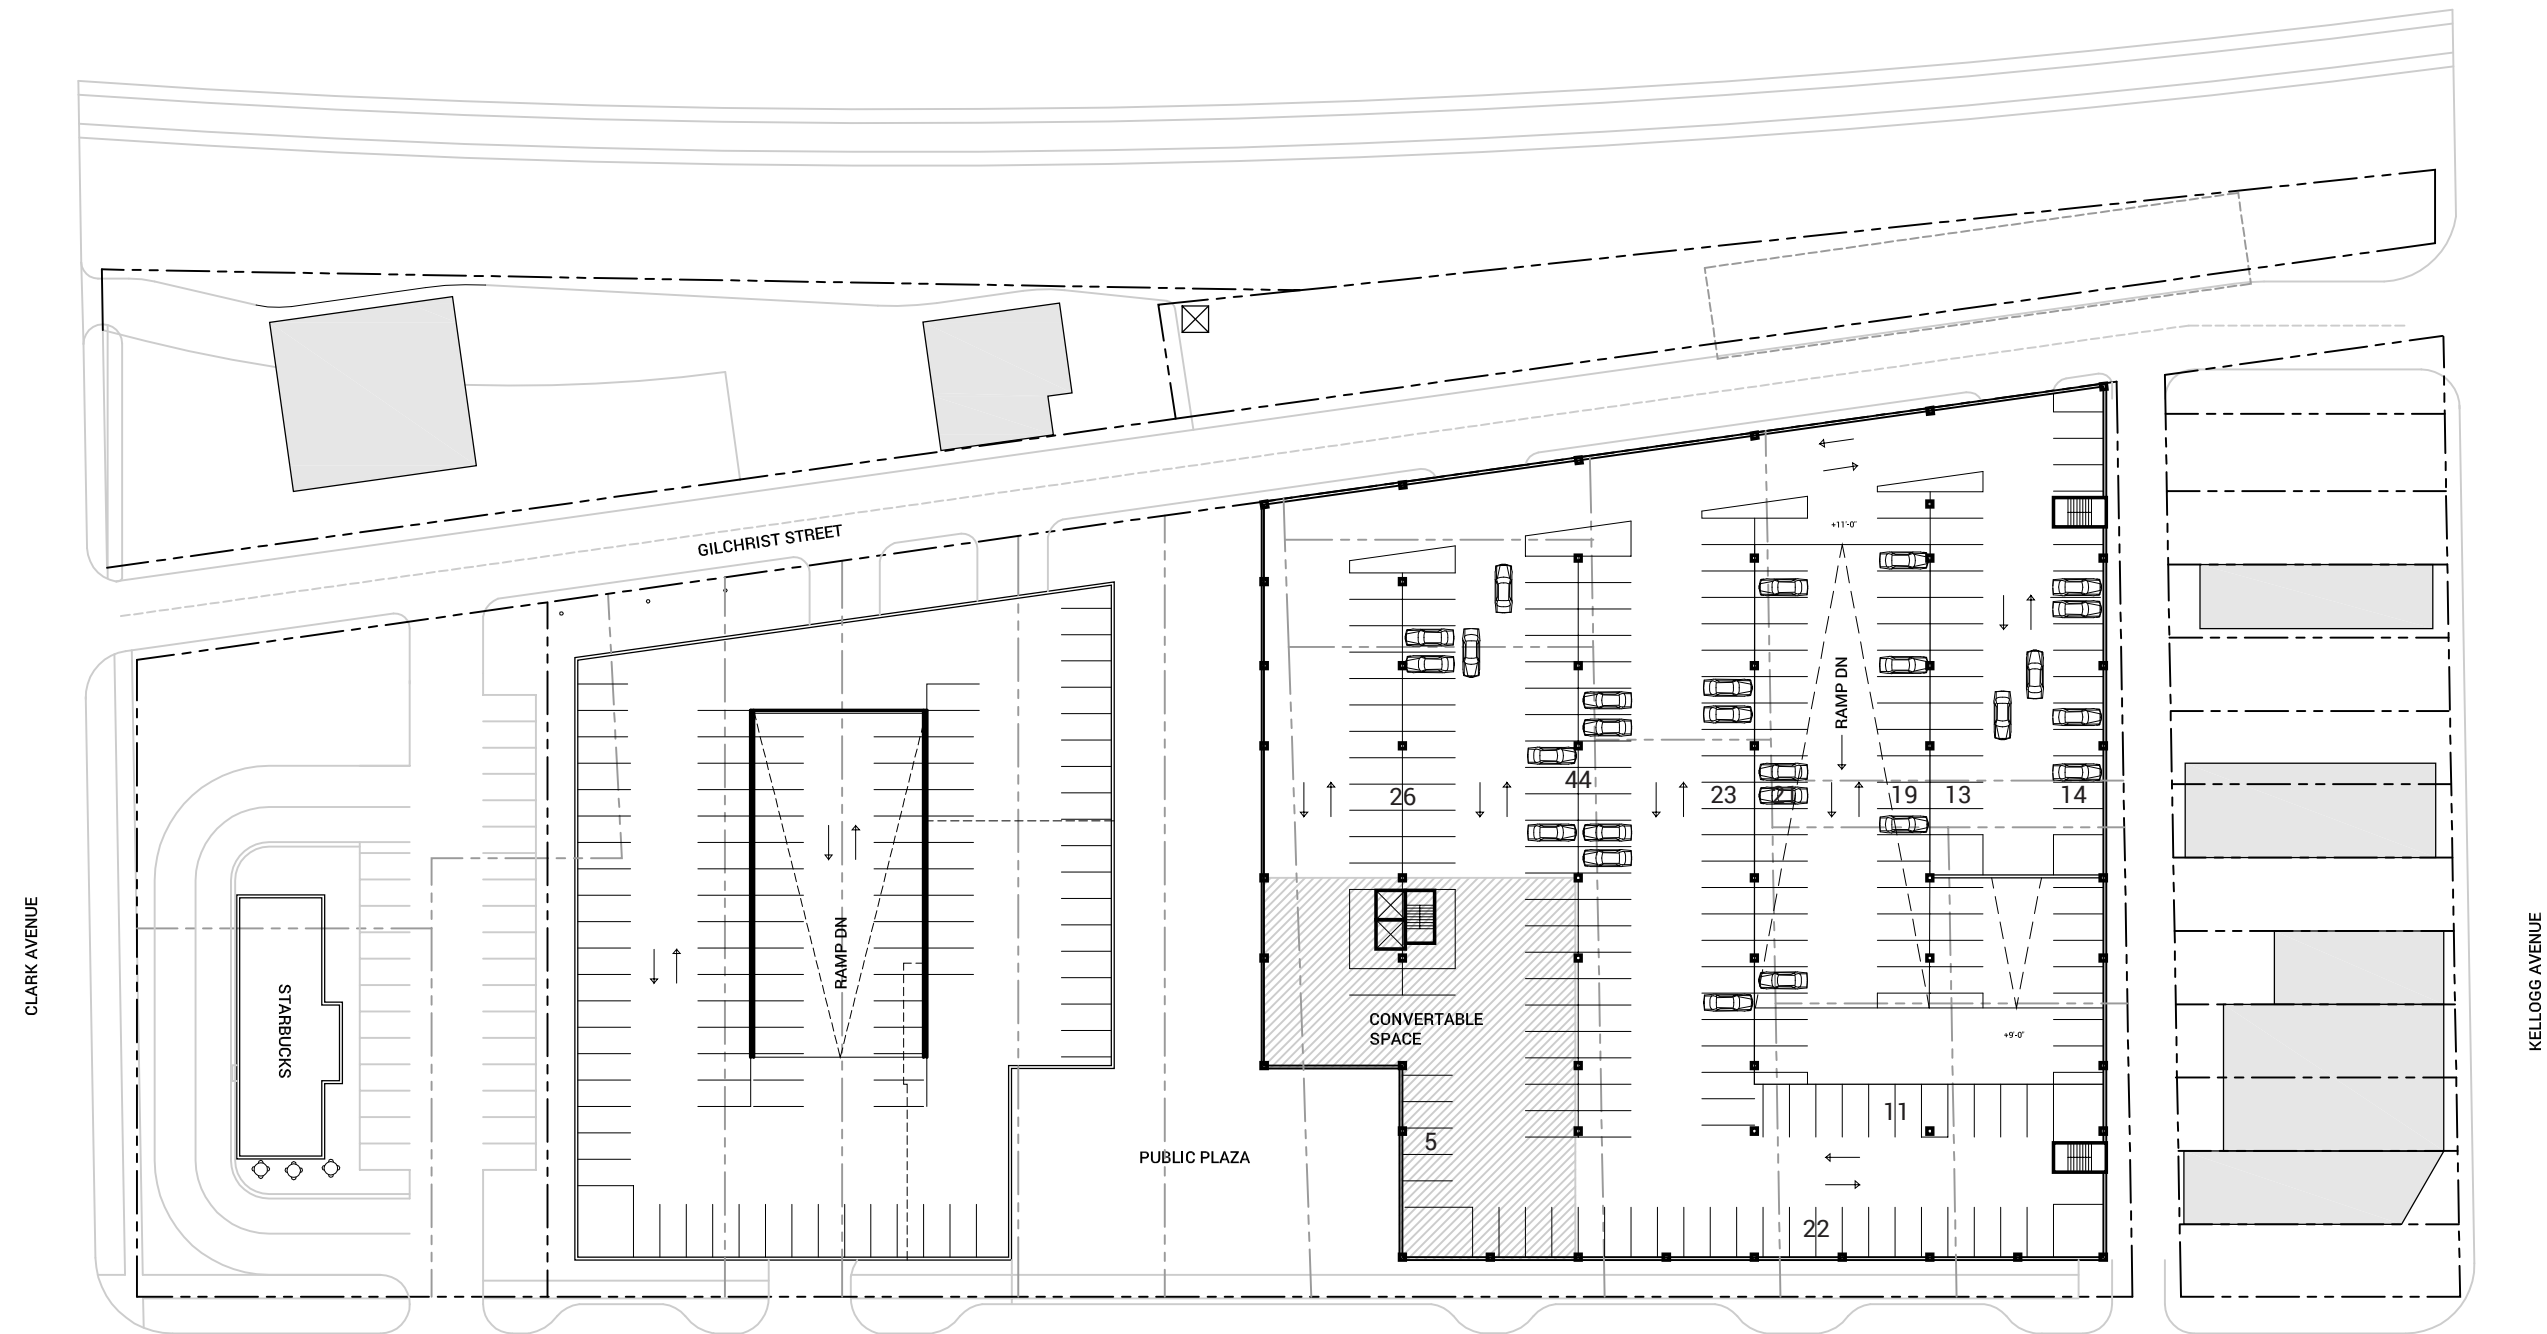 GILCHRIST STREET
+11'-0"
RAMP DN
26
44
23
19
13
14
CLARK AVENUE
STARBUCKS
RAMP DN
CONVERTABLE
SPACE
+9'-0"
KELLOGG AVENUE
11
5
PUBLIC PLAZA
22